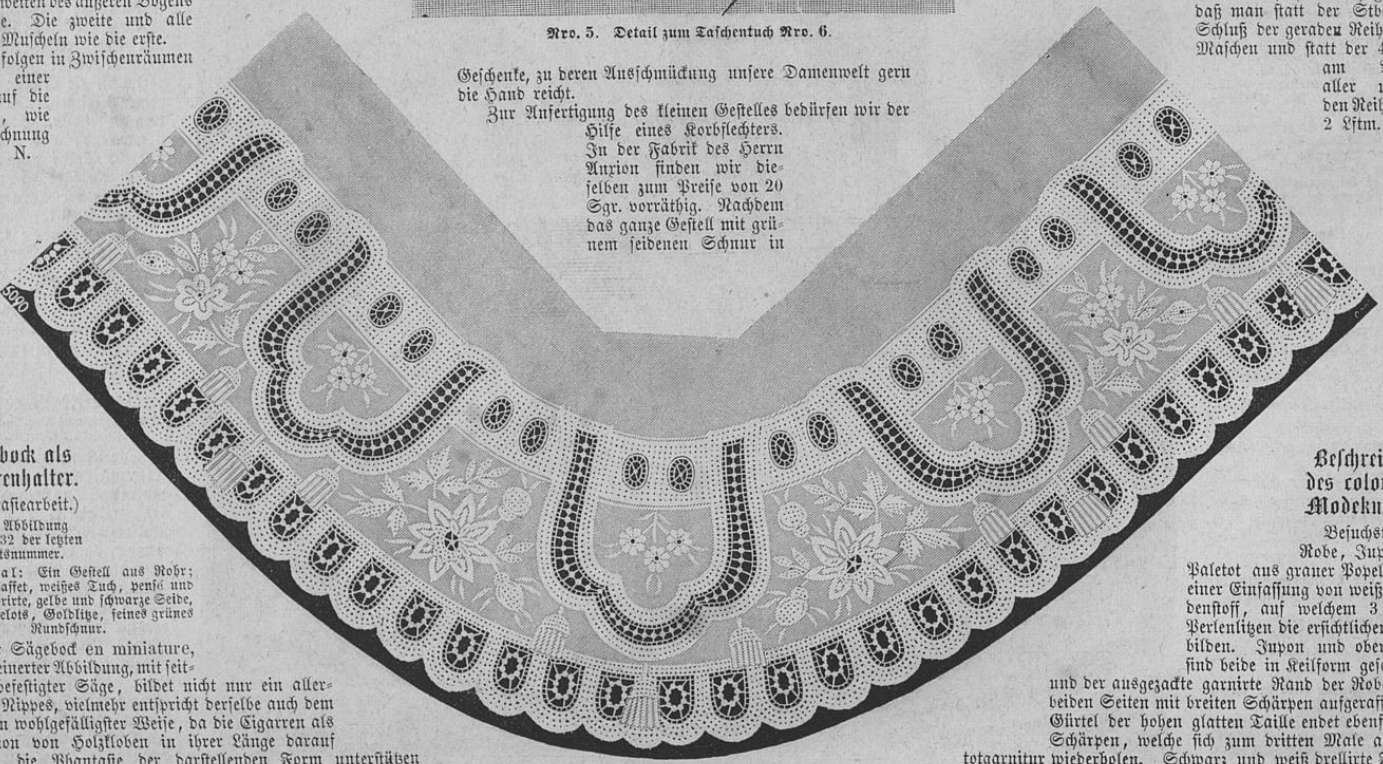 weiten des äußeren Bogens
e. Die zweite und alle
Muscheln wie die erste.
folgen in Zwischenräumen
einer
auf die
, wie
chnung
N.
bock als
renhalter.
asiearbeit.)
Abbildung
32 der letzten
tsnummer.
al: Ein Gestell aus Rohr;
affet, weißes Tuch, pensé und
rirte, gelbe und schwarze Seide,
elots, Goldlitze, feines grünes
Rundschnur.
Sägebock en miniature,
einerter Abbildung, mit seit-
befestigter Säge, bildet nicht nur ein aller-
Nippes, vielmehr entspricht derselbe auch dem
n wohlgefälligster Weise, da die Cigarren als
on von Holzkloben in ihrer Länge darauf
die Phantasie der darstellenden Form unterstützen
Nro. 5. Detail zum Taschentuch Nro. 6.
Geschenke, zu deren Ausschmückung unsere Damenwelt gern
die Hand reicht.
Zur Anfertigung des kleinen Gestelles bedürfen wir der
Hilfe eines Korbflechters.
In der Fabrik des Herrn
Anxion finden wir die-
selben zum Preise von 20
Sgr. vorräthig. Nachdem
das ganze Gestell mit grü-
nem seidenen Schnur in
5090
daß man statt der Stb
Schluß der geraden Reih
Maschen und statt der 4
am
aller
den Reih
2 Lftm.
Beschrei
des color
Modeku
Besuchs
Robe, Jup
Paletot aus grauer Popel
einer Einfassung von weiß
denstoff, auf welchem 3
Perlenlitzen die ersichtlichen
bilden. Jupon und ober
sind beide in Keilform gesc
und der ausgezackte garnirte Rand der Rob
beiden Seiten mit breiten Schärpen aufgeraff
Gürtel der hohen glatten Taille endet ebenf
Schärpen, welche sich zum dritten Male a
totgarnitur wiederholen. Schwarz und weiß drellirte